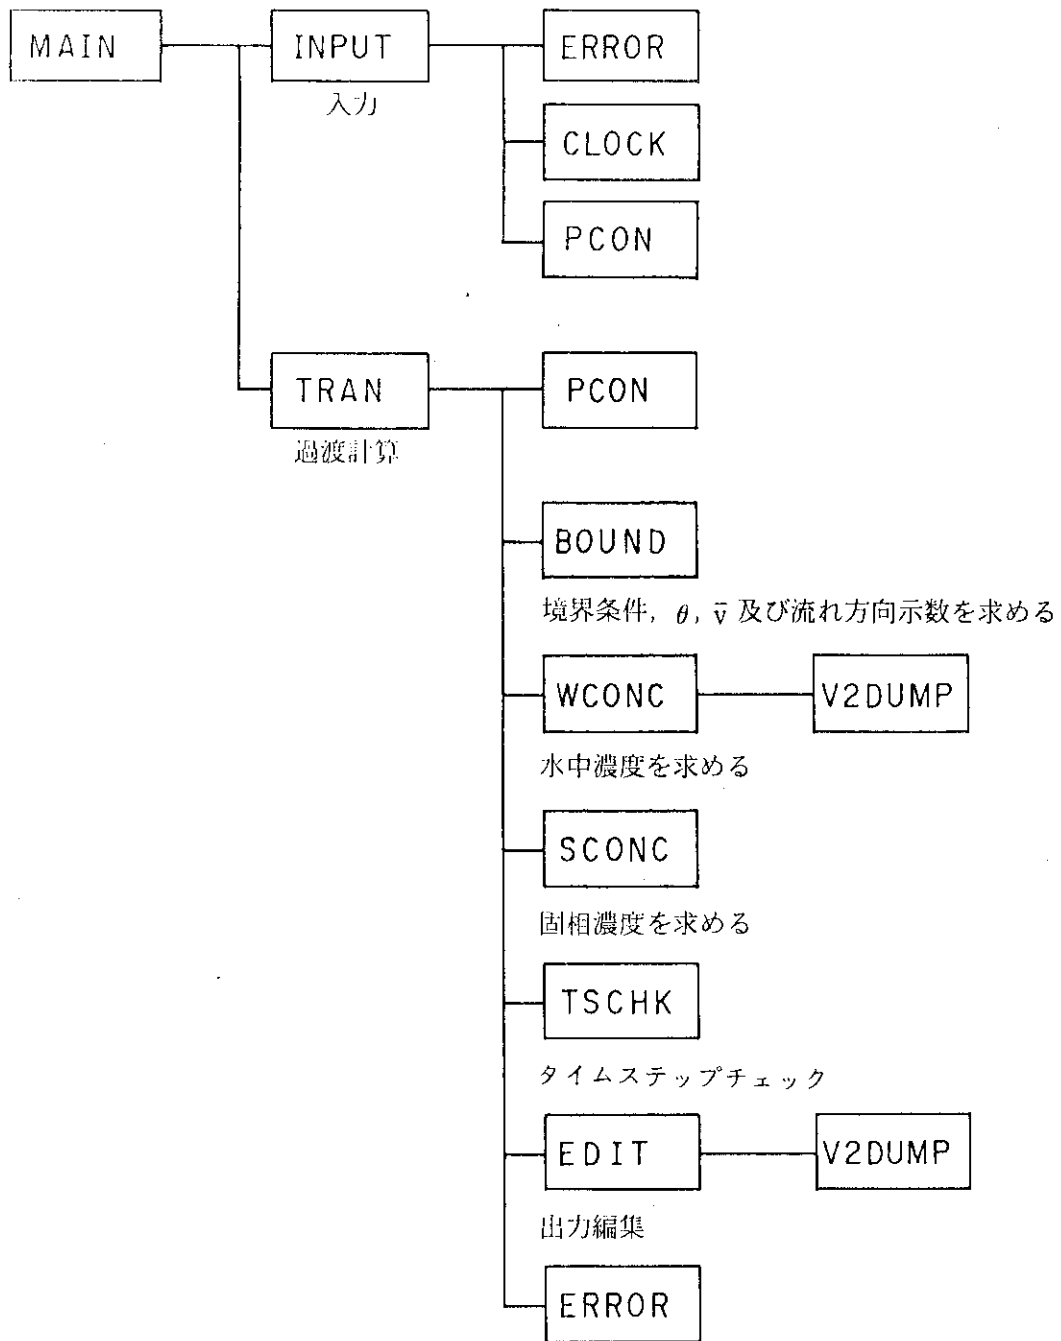 MAIN
INPUT
ERROR
入力
CLOCK
PCON
TRAN
PCON
過渡計算
BOUND
境界条件, θ, v̄ 及び流れ方向示数を求める
WCONC
V2DUMP
水中濃度を求める
SCONC
固相濃度を求める
TSCHK
タイムステップチェック
EDIT
V2DUMP
出力編集
ERROR